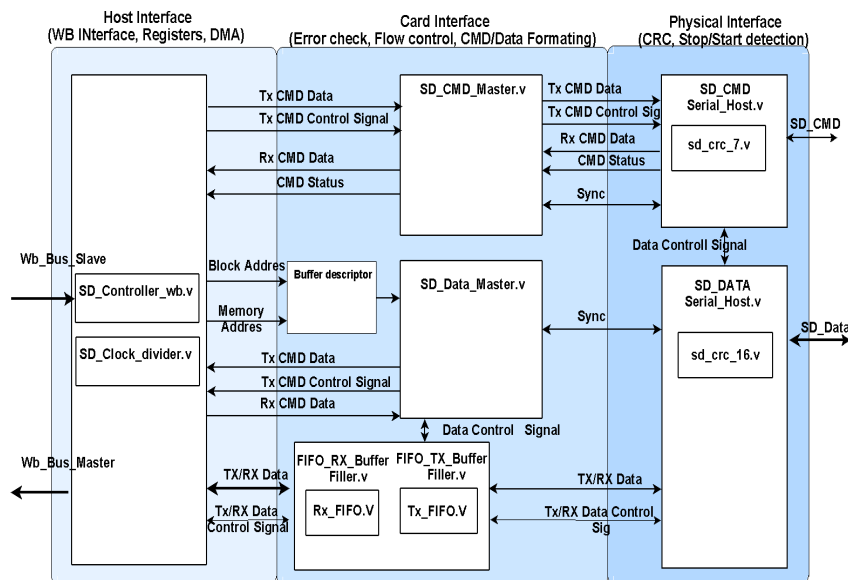 Host Interface
(WB INterface, Registers, DMA)
Card Interface
(Error check, Flow control, CMD/Data Formating)
Physical Interface
(CRC, Stop/Start detection)
Tx CMD Data
Tx CMD Control Signal
Rx CMD Data
CMD Status
SD_CMD_Master.v
Tx CMD Data
Tx CMD Control Sig
Rx CMD Data
CMD Status
Sync
SD_CMD
Serial_Host.v
sd_crc_7.v
SD_CMD
Data Controll Signal
Wb_Bus_Slave
SD_Controller_wb.v
SD_Clock_divider.v
Block Addres
Memory
Addres
Buffer descriptor
SD_Data_Master.v
Sync
SD_DATA
Serial_Host.v
sd_crc_16.v
SD_Data
Tx CMD Data
Tx CMD Control Signal
Rx CMD Data
Data Control Signal
Wb_Bus_Master
TX/RX Data
Tx/RX Data
Control Signal
FIFO_RX_Buffer
Filler.v
Rx_FIFO.V
FIFO_TX_Buffer
Filler.v
Tx_FIFO.V
TX/RX Data
Tx/RX Data Control
Sig